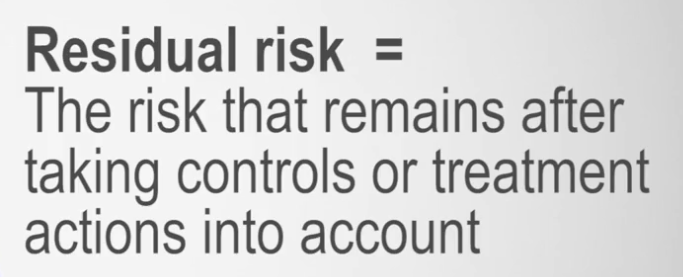 Residual risk =
The risk that remains after
taking controls or treatment
actions into account